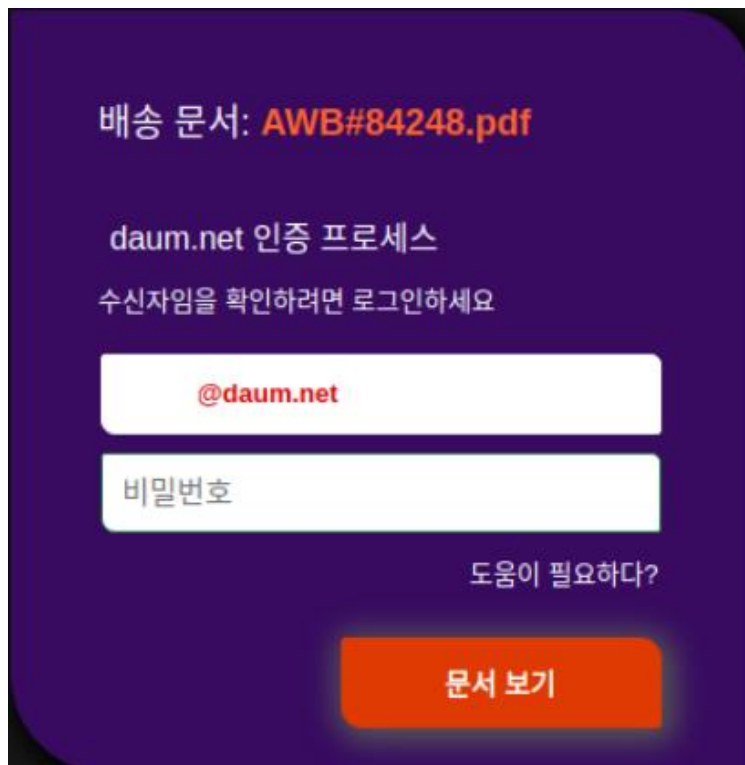 배송 문서: AWB#84248.pdf
daum.net 인증 프로세스
수신자임을 확인하려면 로그인하세요
@daum.net
비밀번호
도움이 필요하다?
문서 보기